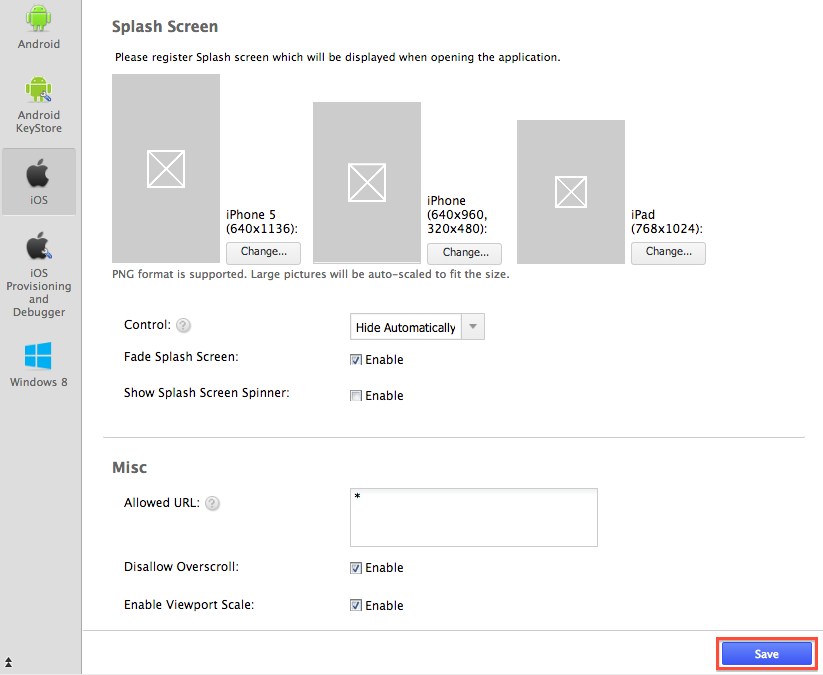 Android
Android
KeyStore
iOS
iOS
Provisioning
and
Debugger
Windows 8
Splash Screen
Please register Splash screen which will be displayed when opening the application.
iPhone 5
(640x1136):
Change...
iPhone
(640x960,
320x480):
Change...
iPad
(768x1024):
Change...
PNG format is supported. Large pictures will be auto-scaled to fit the size.
Control: ?
Hide Automatically
Fade Splash Screen:
Enable
Show Splash Screen Spinner:
Enable
Misc
Allowed URL: ?
*
Disallow Overscroll:
Enable
Enable Viewport Scale:
Enable
Save